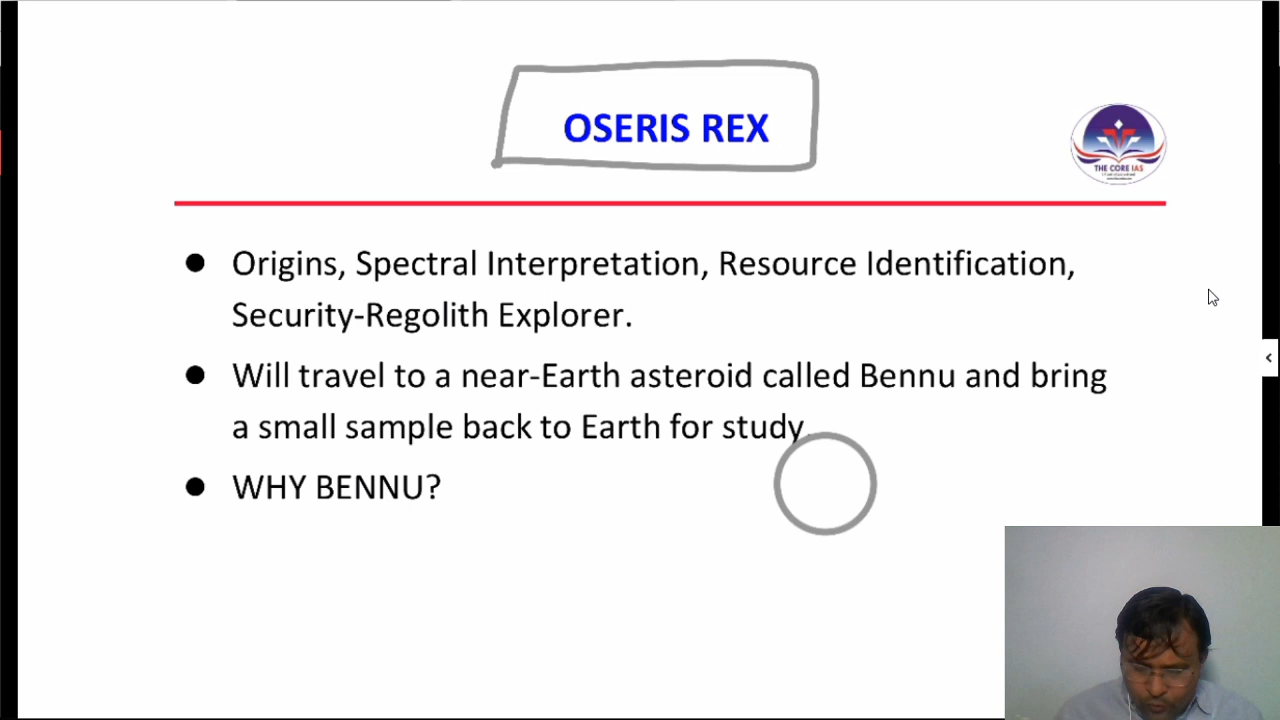 OSERIS REX
THE CORE IAS
● Origins, Spectral Interpretation, Resource Identification,
Security-Regolith Explorer.
● Will travel to a near-Earth asteroid called Bennu and bring
a small sample back to Earth for study.
● WHY BENNU?